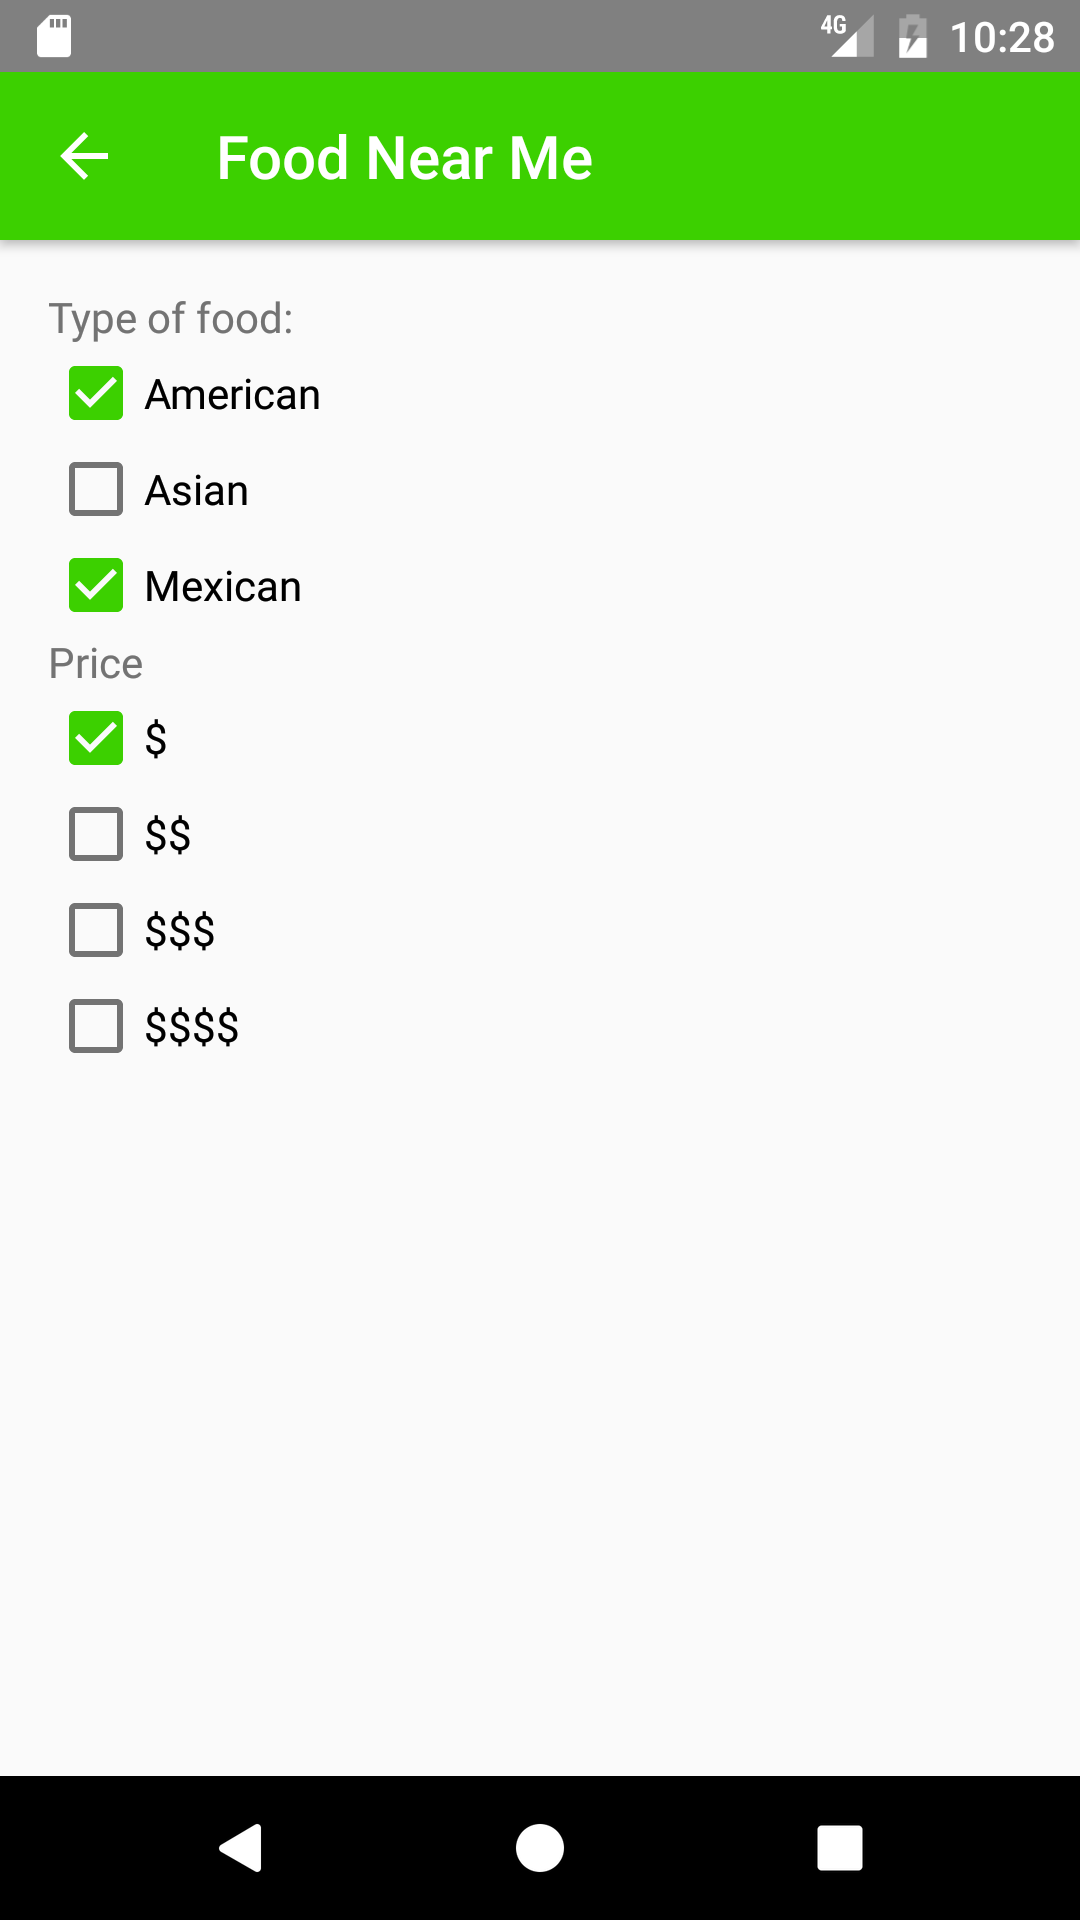 4G 10:28
Food Near Me
Type of food:
American
Asian
Mexican
Price
$
$$
$$$
$$$$